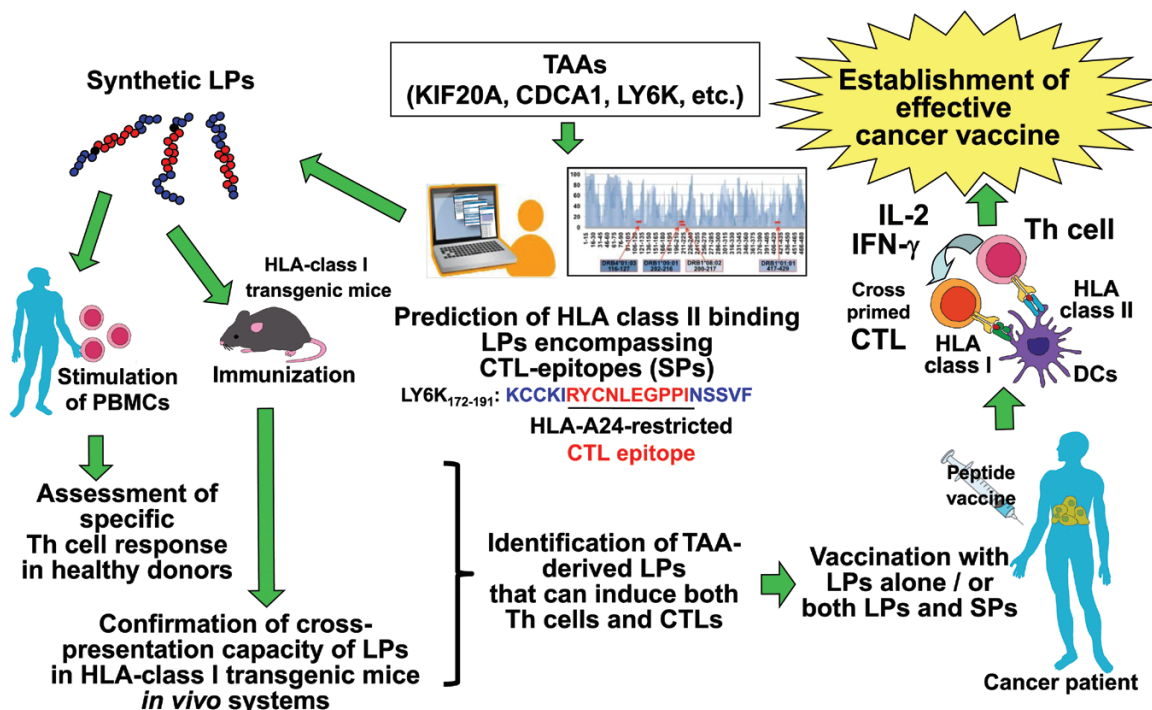 Synthetic LPs
TAAs
(KIF20A, CDCA1, LY6K, etc.)
Establishment of
effective
cancer vaccine
HLA-class I
transgenic mice
Stimulation
of PBMCs
Immunization
Prediction of HLA class II binding
LPs encompassing
CTL-epitopes (SPs)
LY6K172-191: KCCKIRYCNLEGPPINSSVF
HLA-A24-restricted
CTL epitope
IL-2
IFN-γ
Th cell
Cross
primed
CTL
HLA
class II
HLA
class I
DCs
Assessment of
specific
Th cell response
in healthy donors
Confirmation of cross-
presentation capacity of LPs
in HLA-class I transgenic mice
in vivo systems
Identification of TAA-
derived LPs
that can induce both
Th cells and CTLs
Vaccination with
LPs alone / or
both LPs and SPs
Peptide
vaccine
Cancer patient